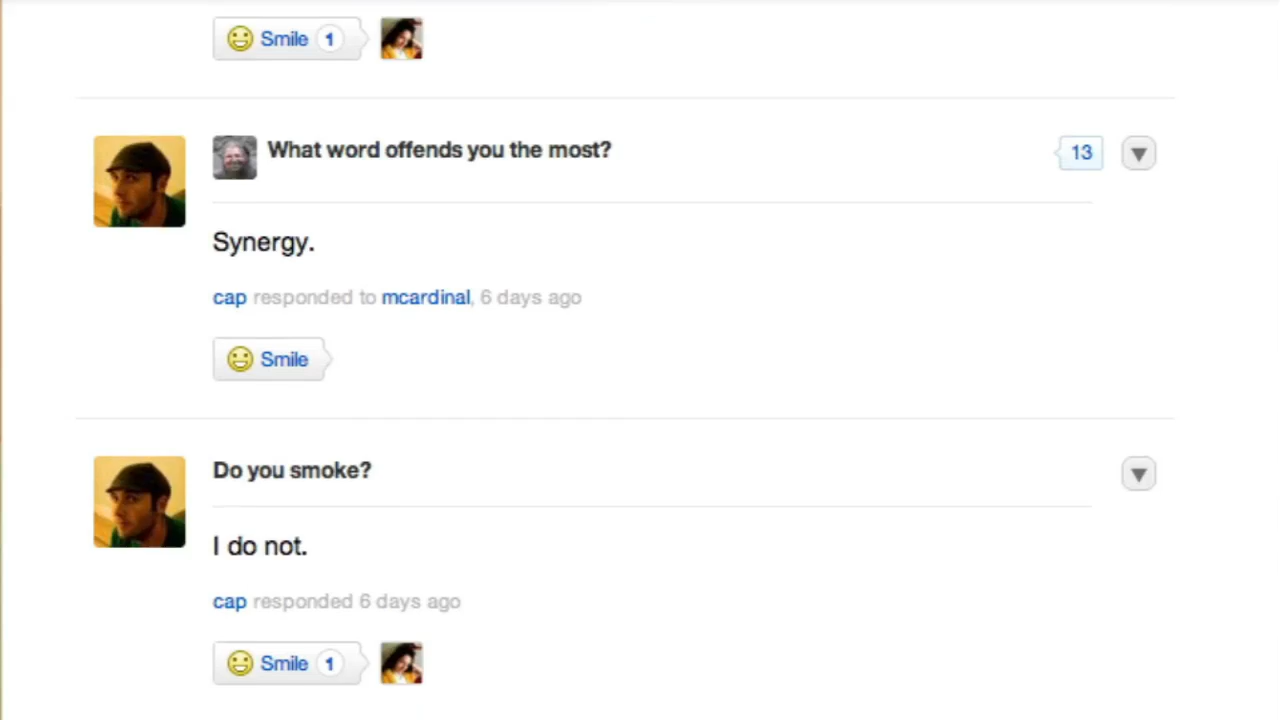 Smile 1
What word offends you the most?
13
Synergy.
cap responded to mcardinal, 6 days ago
Smile
Do you smoke?
I do not.
cap responded 6 days ago
Smile 1